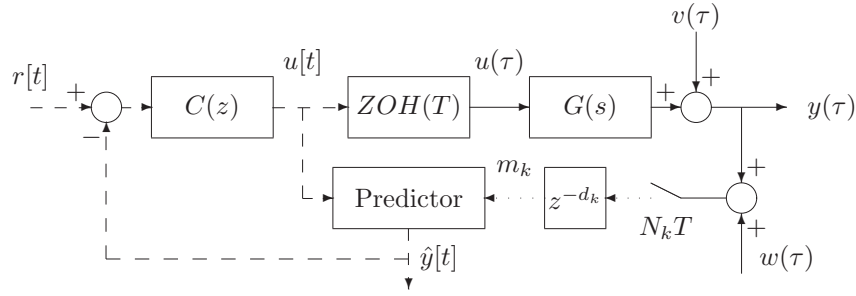 v(τ)
r[t]
+
−
C(z)
u[t]
ZOH(T)
u(τ)
G(s)
+
+
y(τ)
Predictor
m_k
z^{-d_k}
N_kT
+
+
w(τ)
ŷ[t]